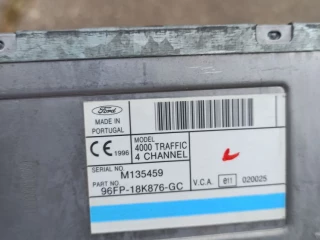 Ford
MADE IN
PORTUGAL
CE 1996
MODEL
4000 TRAFFIC
4 CHANNEL
SERIAL NO.
M135459
PART NO.
96FP-18K876-GC
V.C.A. e11 020025